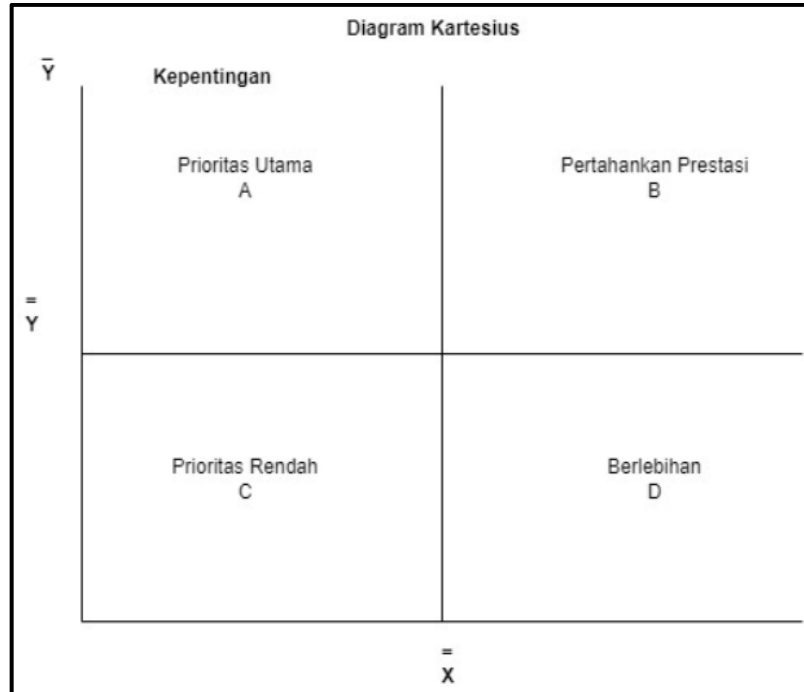 Diagram Kartesius
Y̅
Kepentingan
Prioritas Utama
A
Pertahankan Prestasi
B
=
Y
Prioritas Rendah
C
Berlebihan
D
=
X